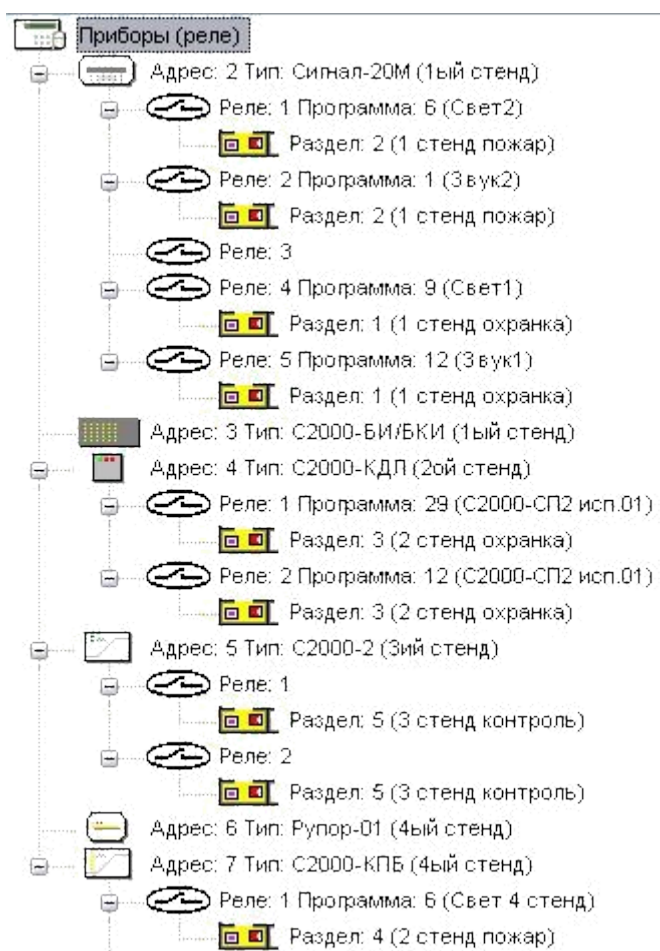 Приборы (реле)
Адрес: 2 Тип: Сигнал-20М (1ый стенд)
Реле: 1 Программа: 6 (Свет2)
Раздел: 2 (1 стенд пожар)
Реле: 2 Программа: 1 (Звук2)
Раздел: 2 (1 стенд пожар)
Реле: 3
Реле: 4 Программа: 9 (Свет1)
Раздел: 1 (1 стенд охранка)
Реле: 5 Программа: 12 (Звук1)
Раздел: 1 (1 стенд охранка)
Адрес: 3 Тип: С2000-БИ/БКИ (1ый стенд)
Адрес: 4 Тип: С2000-КДЛ (2ой стенд)
Реле: 1 Программа: 29 (С2000-СП2 исп.01)
Раздел: 3 (2 стенд охранка)
Реле: 2 Программа: 12 (С2000-СП2 исп.01)
Раздел: 3 (2 стенд охранка)
Адрес: 5 Тип: С2000-2 (3ий стенд)
Реле: 1
Раздел: 5 (3 стенд контроль)
Реле: 2
Раздел: 5 (3 стенд контроль)
Адрес: 6 Тип: Рупор-01 (4ый стенд)
Адрес: 7 Тип: С2000-КПБ (4ый стенд)
Реле: 1 Программа: 6 (Свет 4 стенд)
Раздел: 4 (2 стенд пожар)